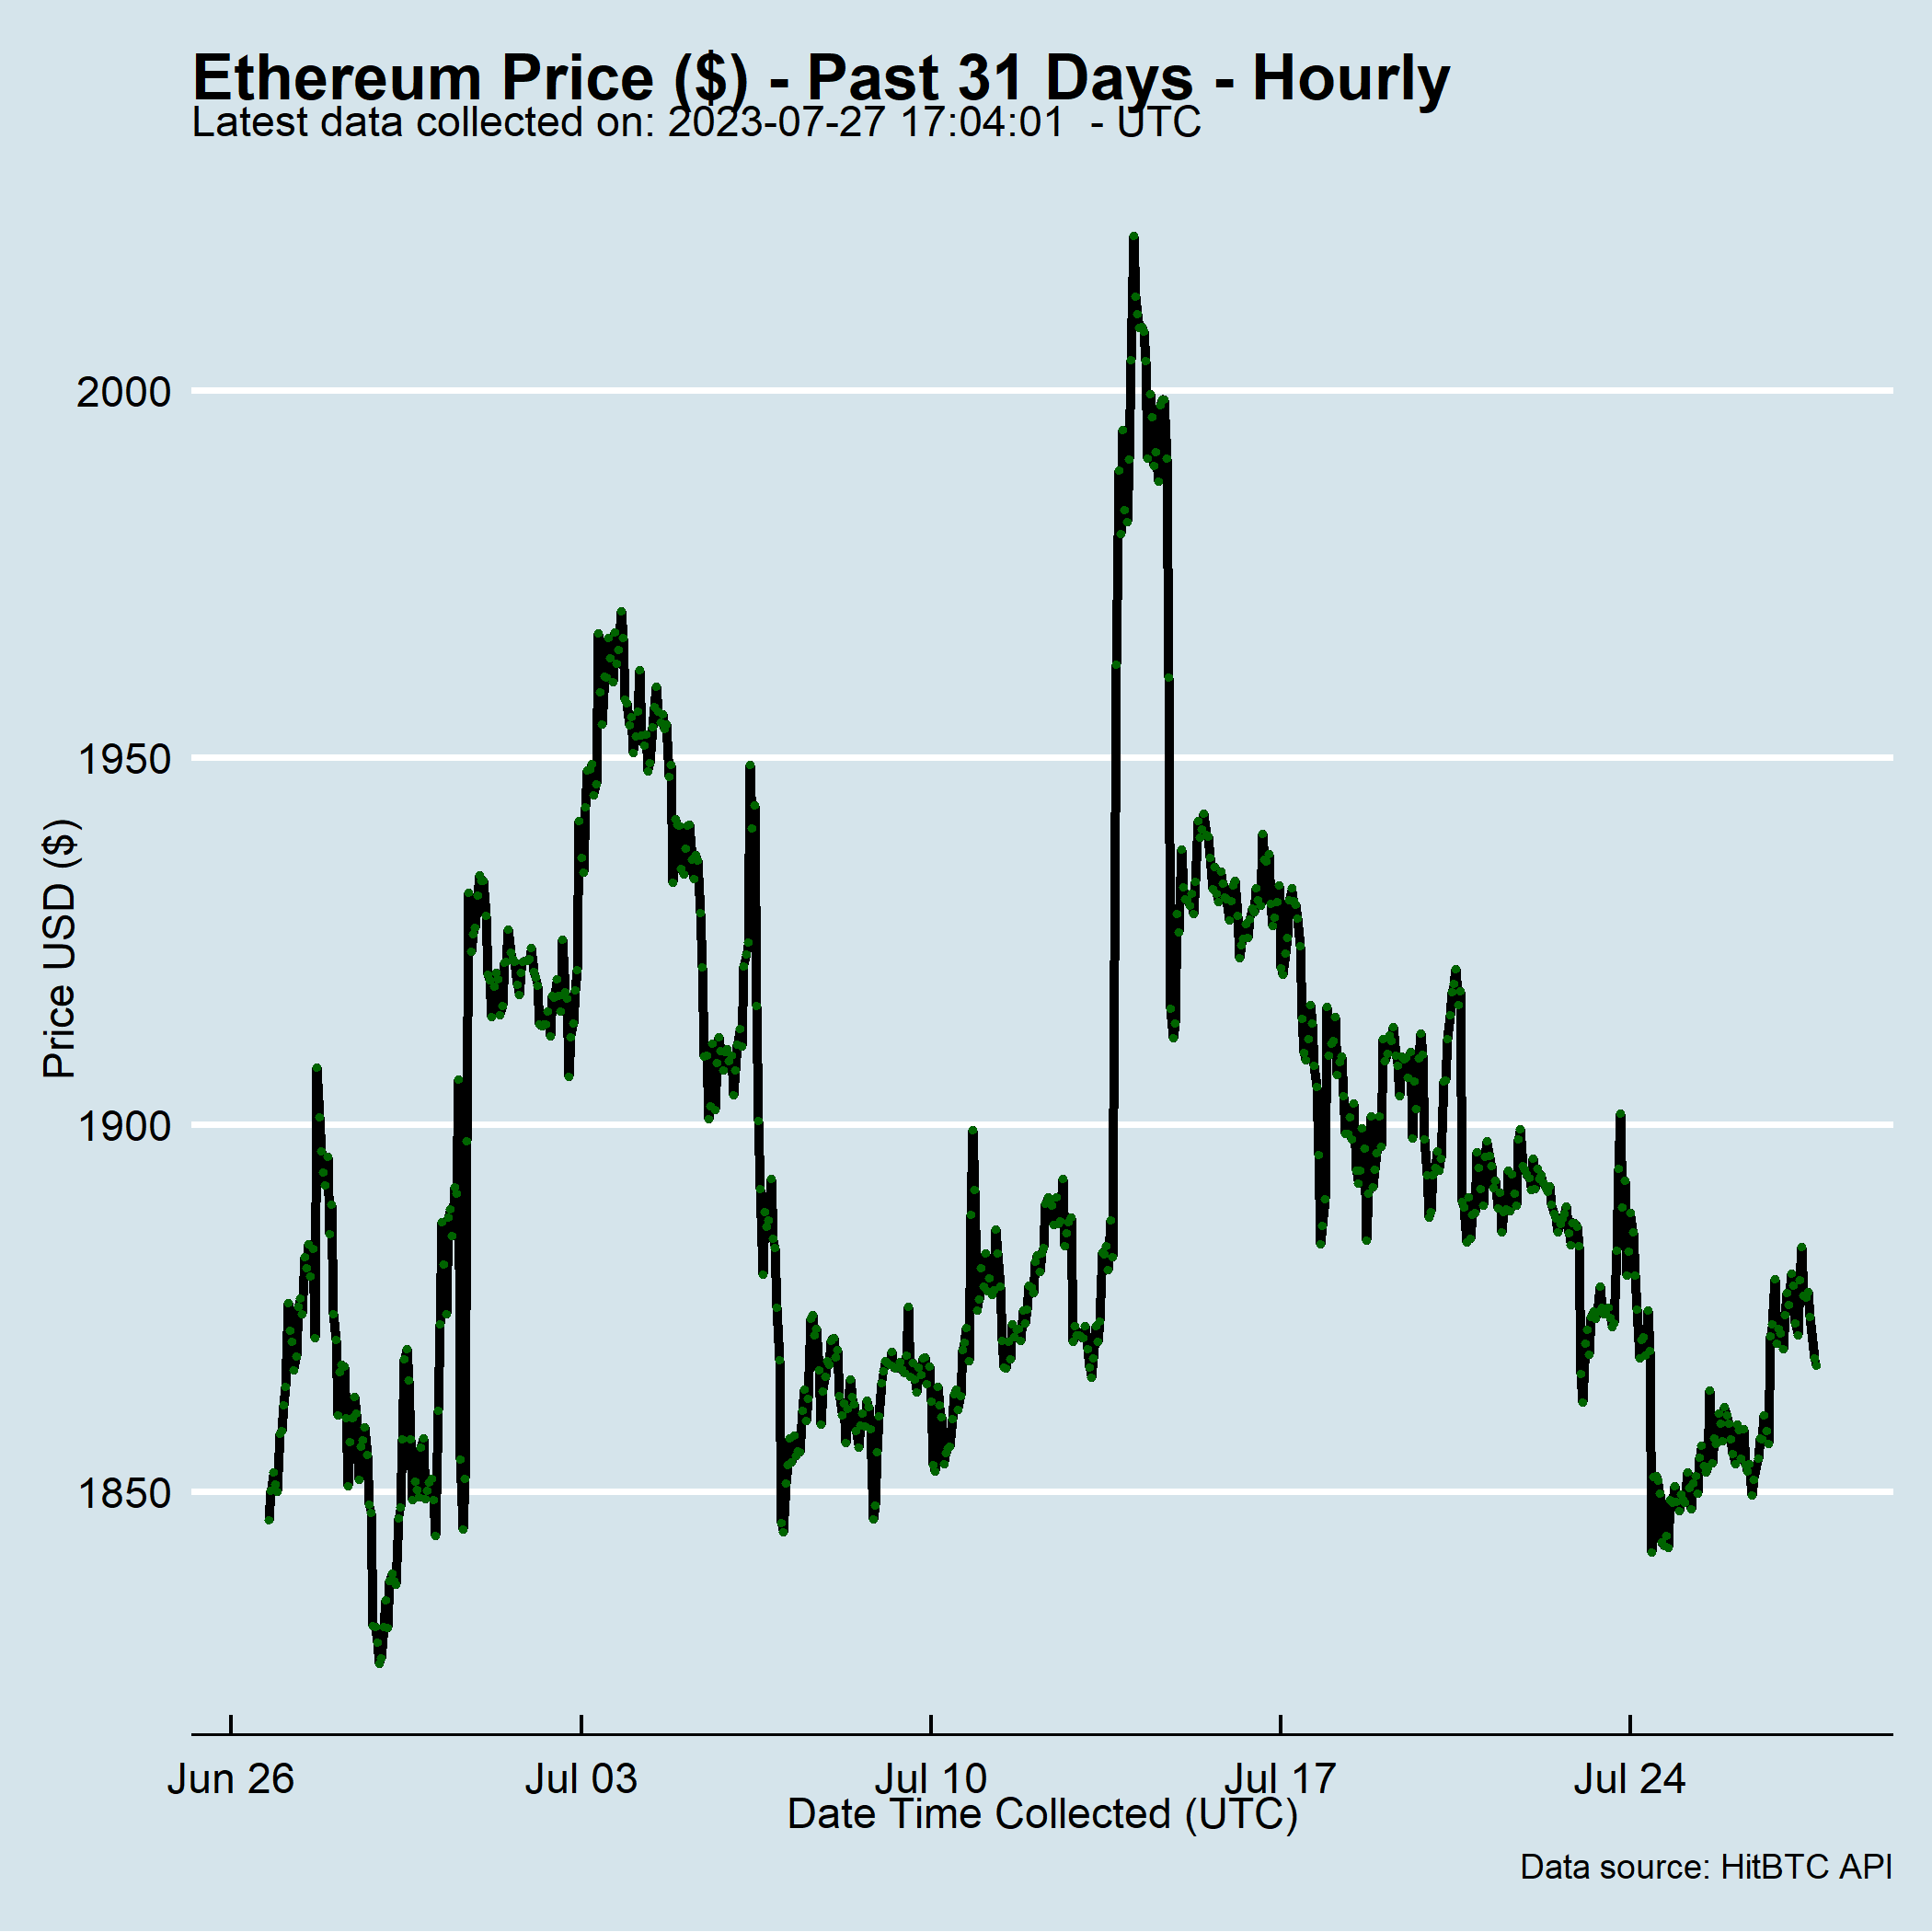 Ethereum Price ($) - Past 31 Days - Hourly
Latest data collected on: 2023-07-27 17:04:01  - UTC
2000
1950
1900
1850
Price USD ($)
Jun 26
Jul 03
Jul 10
Jul 17
Jul 24
Date Time Collected (UTC)
Data source: HitBTC API